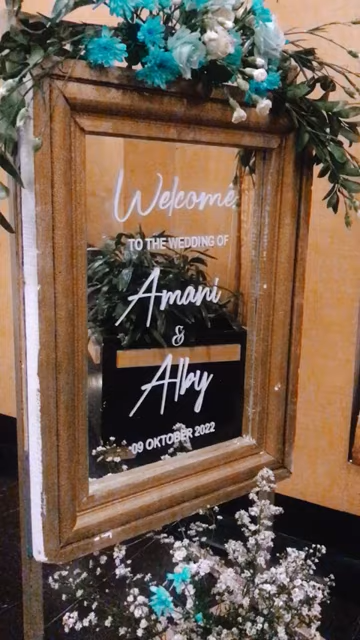 Welcome
TO THE WEDDING OF
Amani
&
Alby
09 OKTOBER 2022